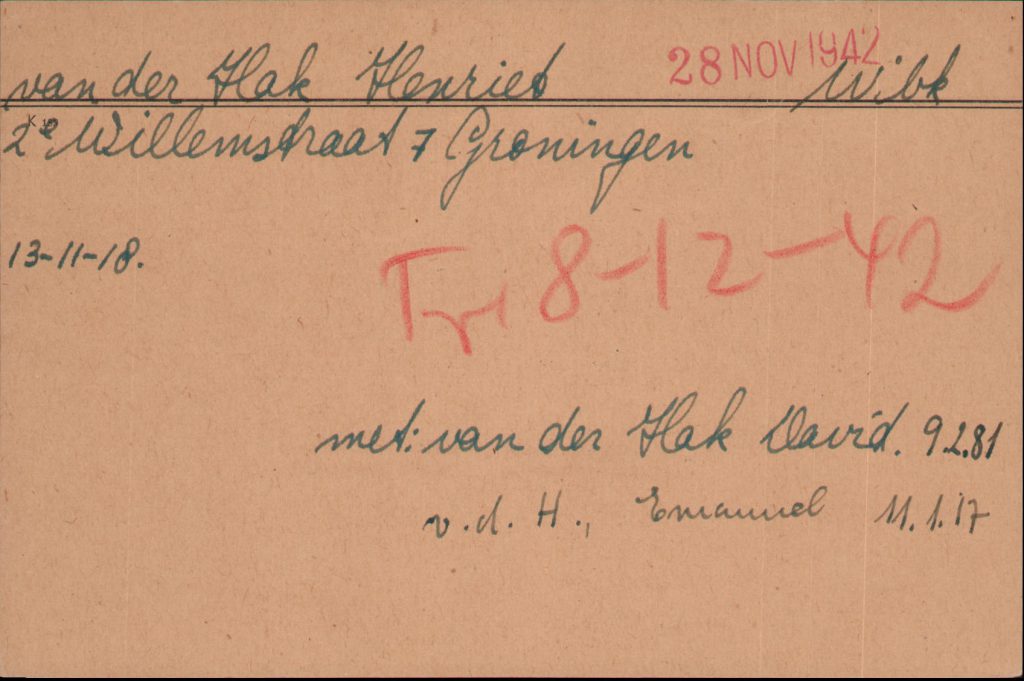 van der Hak Henriet 28 NOV 1942 Wibk
2e Willemstraat 7 Groningen
13-11-18.
Tr. 8-12-42
met: van der Hak David. 9.2.81
v.d. H., Emanuel 11.1.17